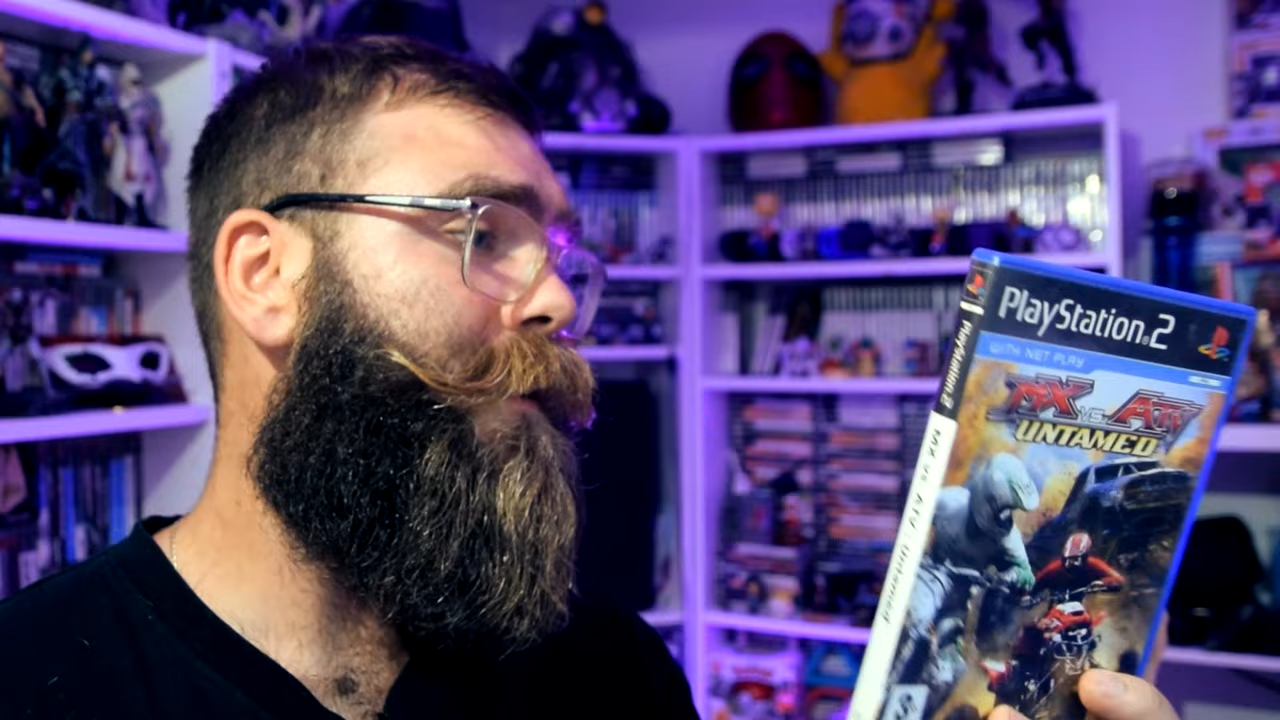 PlayStation.2
WITH NET PLAY
MX VS. ATV
UNTAMED
PlayStation.2
MX vs ATV : Untamed